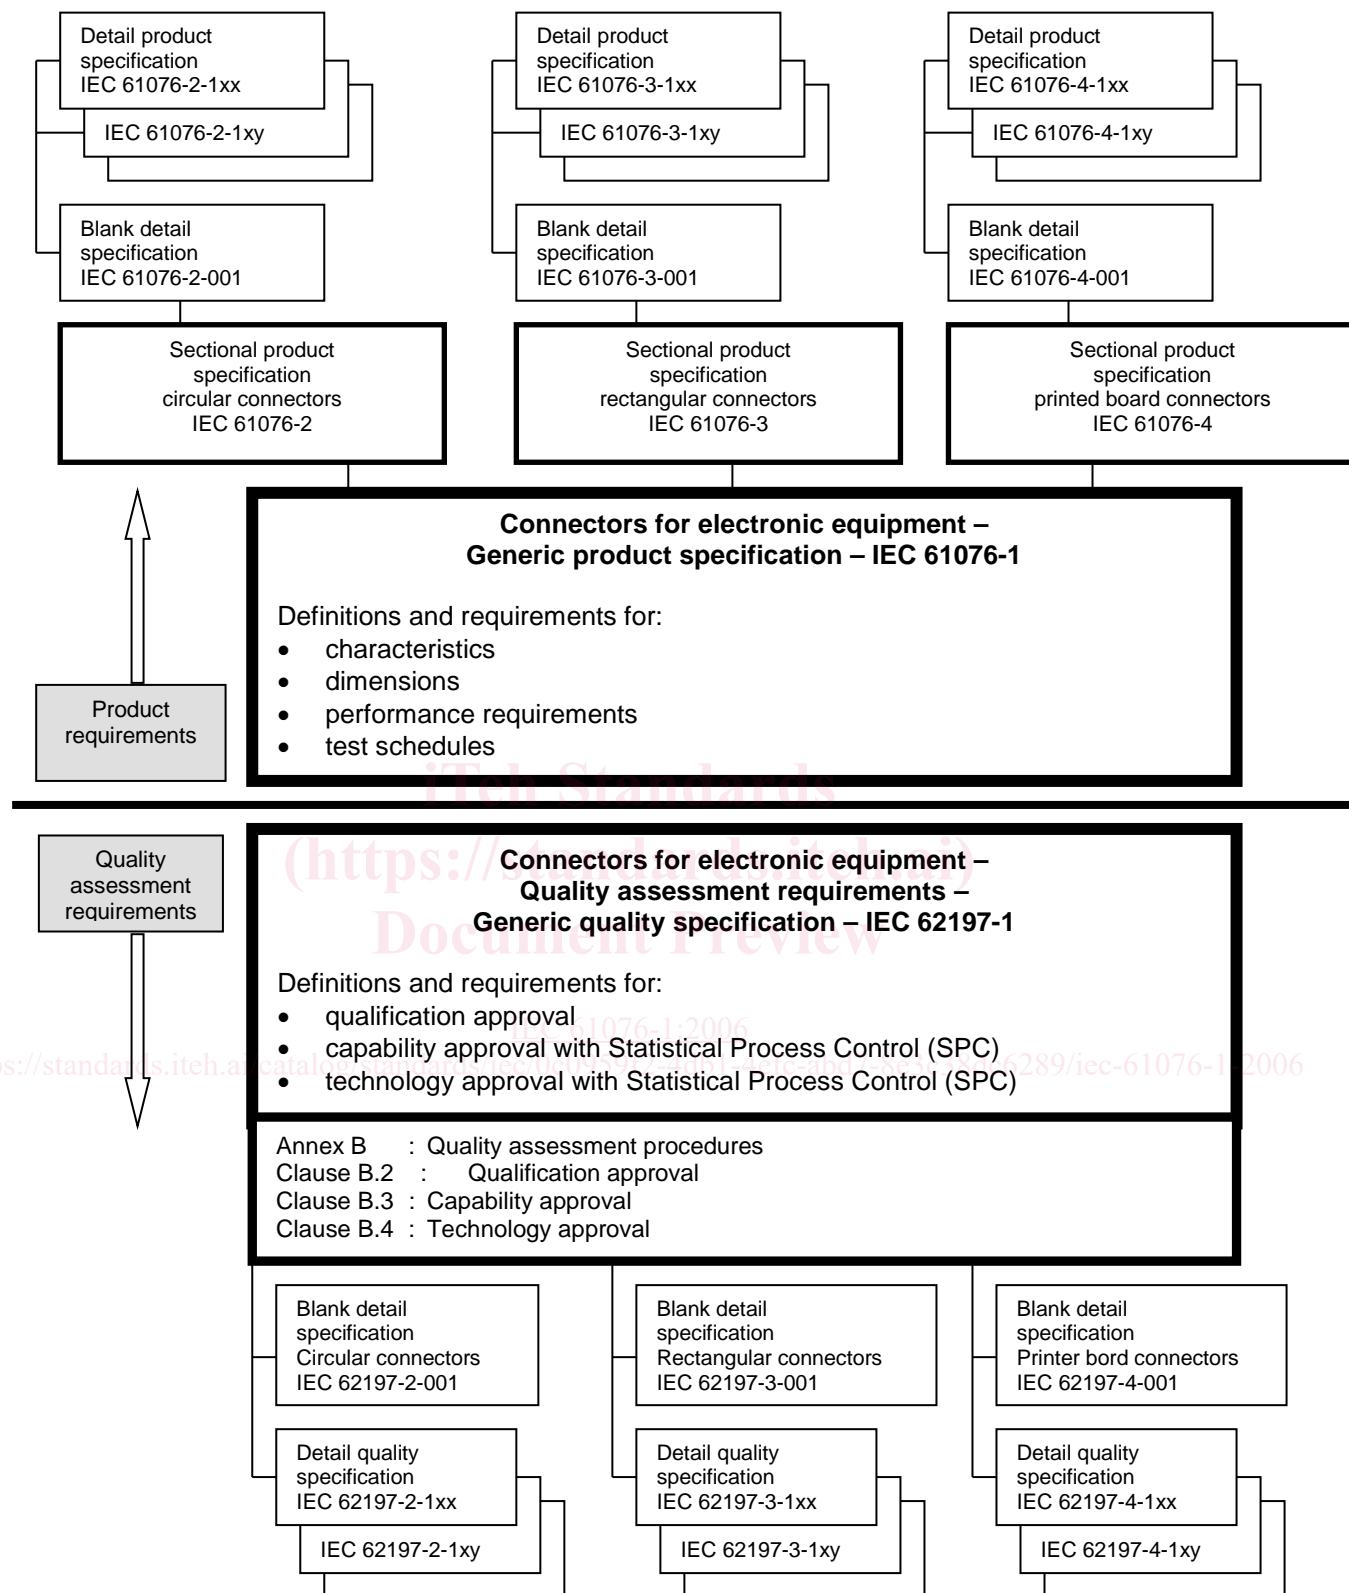 Detail product
specification
IEC 61076-2-1xx
IEC 61076-2-1xy
Blank detail
specification
IEC 61076-2-001
Detail product
specification
IEC 61076-3-1xx
IEC 61076-3-1xy
Blank detail
specification
IEC 61076-3-001
Detail product
specification
IEC 61076-4-1xx
IEC 61076-4-1xy
Blank detail
specification
IEC 61076-4-001
Sectional product
specification
circular connectors
IEC 61076-2
Sectional product
specification
rectangular connectors
IEC 61076-3
Sectional product
specification
printed board connectors
IEC 61076-4
Connectors for electronic equipment –
Generic product specification – IEC 61076-1
Definitions and requirements for:
• characteristics
• dimensions
• performance requirements
• test schedules
Product
requirements
iTeh Standards
(https://standards.iteh.ai)
Document Preview
Quality
assessment
requirements
Connectors for electronic equipment –
Quality assessment requirements –
Generic quality specification – IEC 62197-1
Definitions and requirements for:
• qualification approval
• capability approval with Statistical Process Control (SPC)
• technology approval with Statistical Process Control (SPC)
IEC 61076-1:2006
Annex B : Quality assessment procedures
Clause B.2 : Qualification approval
Clause B.3 : Capability approval
Clause B.4 : Technology approval
Blank detail
specification
Circular connectors
IEC 62197-2-001
Detail quality
specification
IEC 62197-2-1xx
IEC 62197-2-1xy
Blank detail
specification
Rectangular connectors
IEC 62197-3-001
Detail quality
specification
IEC 62197-3-1xx
IEC 62197-3-1xy
Blank detail
specification
Printer bord connectors
IEC 62197-4-001
Detail quality
specification
IEC 62197-4-1xx
IEC 62197-4-1xy